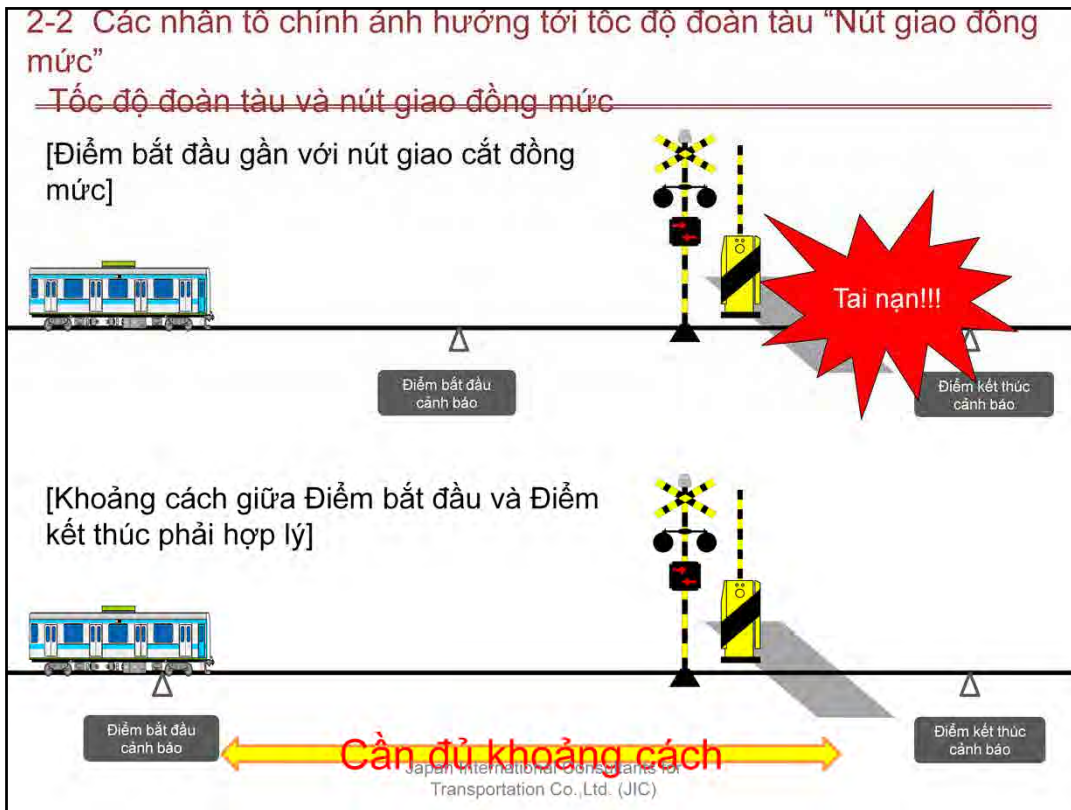 2-2 Các nhân tố chính ảnh hưởng tới tốc độ đoàn tàu “Nút giao đồng
mức”
Tốc độ đoàn tàu và nút giao đồng mức
[Điểm bắt đầu gần với nút giao cắt đồng
mức]
Tai nạn!!!
Điểm bắt đầu
cảnh báo
Điểm kết thúc
cảnh báo
[Khoảng cách giữa Điểm bắt đầu và Điểm
kết thúc phải hợp lý]
Điểm bắt đầu
cảnh báo
Điểm kết thúc
cảnh báo
Cần đủ khoảng cách
Japan International Consultants for
Transportation Co.,Ltd. (JIC)